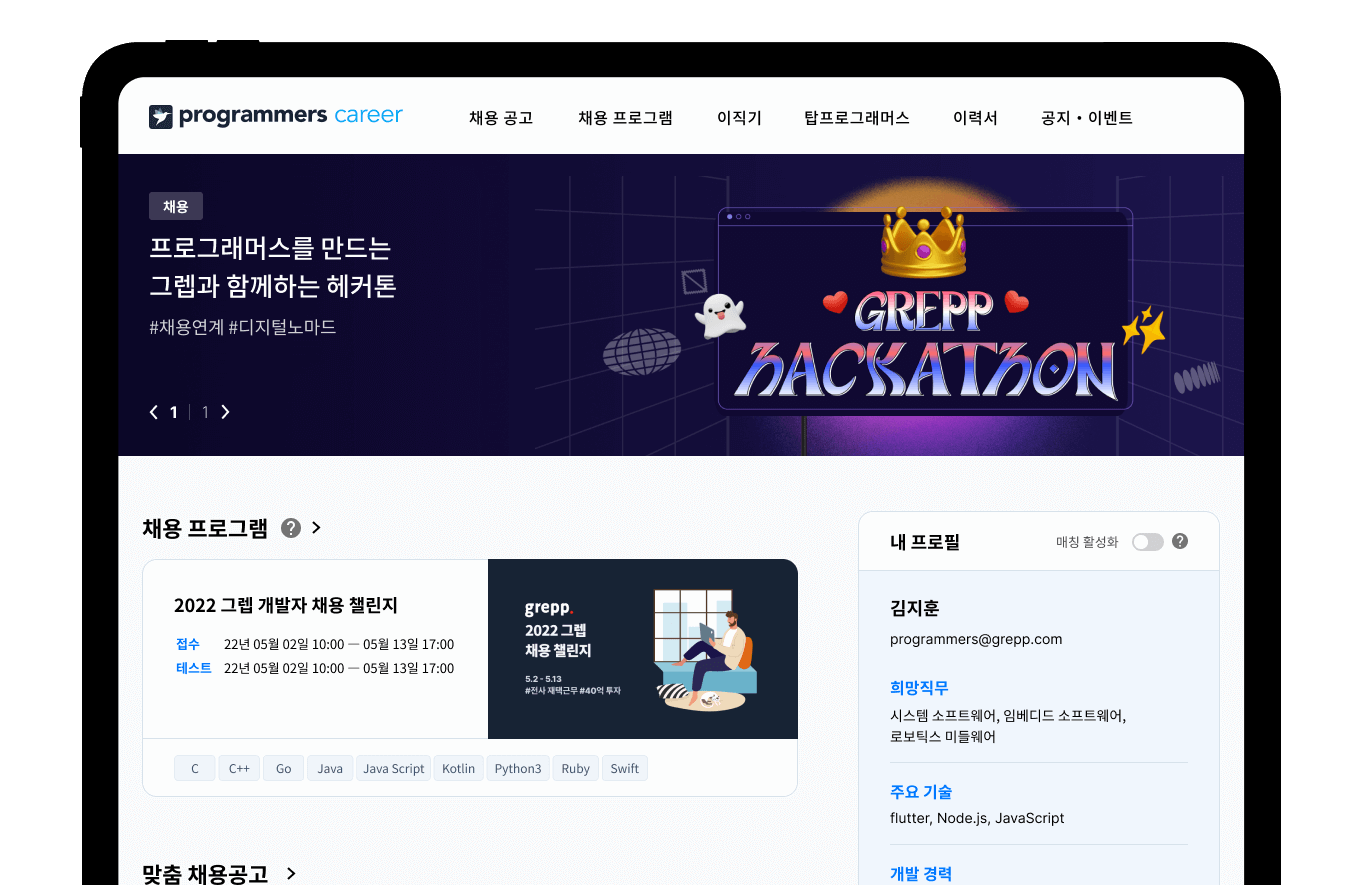 programmers career
채용 공고
채용 프로그램
이직기
탑프로그래머스
이력서
공지 • 이벤트
채용
프로그래머스를 만드는
그렙과 함께하는 헤커톤
#채용연계 #디지털노마드
1 | 1
GREPP
HACKATHON
채용 프로그램 ?
2022 그렙 개발자 채용 챌린지
접수 22년 05월 02일 10:00 — 05월 13일 17:00
테스트 22년 05월 02일 10:00 — 05월 13일 17:00
grepp.
2022 그렙
채용 챌린지
5.2 - 5.13
#전사 재택근무 #40억 투자
C
C++
Go
Java
Java Script
Kotlin
Python3
Ruby
Swift
맞춤 채용공고
내 프로필
매칭 활성화 ?
김지훈
programmers@grepp.com
희망직무
시스템 소프트웨어, 임베디드 소프트웨어,
로보틱스 미들웨어
주요 기술
flutter, Node.js, JavaScript
개발 경력